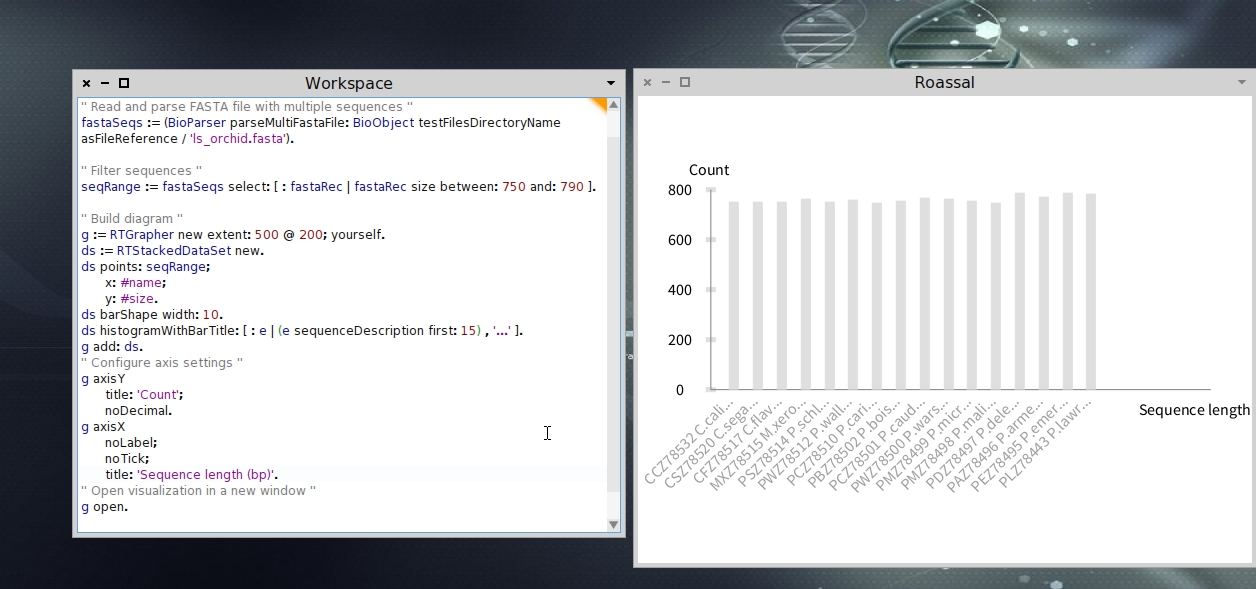 Workspace
" Read and parse FASTA file with multiple sequences "
fastaSeqs := (BioParser parseMultiFastaFile: BioObject testFilesDirectoryName
asFileReference / 'ls_orchid.fasta').
" Filter sequences "
seqRange := fastaSeqs select: [ : fastaRec | fastaRec size between: 750 and: 790 ].
" Build diagram "
g := RTGrapher new extent: 500 @ 200; yourself.
ds := RTStackedDataSet new.
ds points: seqRange;
x: #name;
y: #size.
ds barShape width: 10.
ds histogramWithBarTitle: [ : e | (e sequenceDescription first: 15) , '...' ].
g add: ds.
" Configure axis settings "
g axisY
title: 'Count';
noDecimal.
g axisX
noLabel;
noTick;
title: 'Sequence length (bp)'.
" Open visualization in a new window "
g open.
Roassal
Count
800
600
400
200
0
Sequence length
CCZ78532 C.cali...
CSZ78520 C.sega...
CFZ78517 C.flav...
MXZ78515 M.xero...
PSZ78514 P.schl...
PWZ78512 P.wall...
PCZ78510 P.cari...
PBZ78502 P.bois...
PCZ78501 P.caud...
PWZ78500 P.wars...
PMZ78499 P.micr...
PMZ78498 P.mali...
PDZ78497 P.dele...
PAZ78496 P.arme...
PEZ78495 P.emer...
PLZ78443 P.lawr...